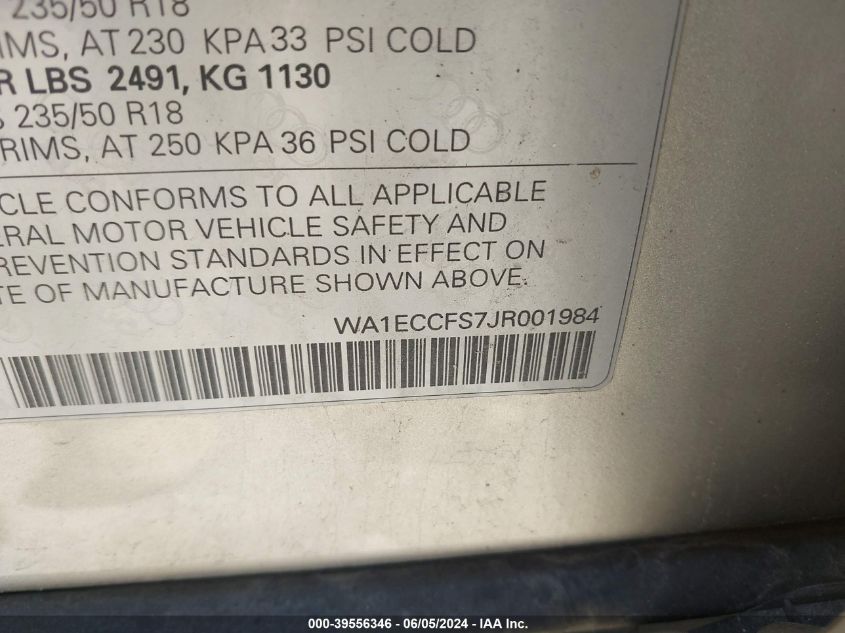 235/50 R18
RIMS, AT 230 KPA 33 PSI COLD
R LBS 2491, KG 1130
235/50 R18
RIMS, AT 250 KPA 36 PSI COLD
CLE CONFORMS TO ALL APPLICABLE
ERAL MOTOR VEHICLE SAFETY AND
REVENTION STANDARDS IN EFFECT ON
TE OF MANUFACTURE SHOWN ABOVE.
WA1ECCFS7JR001984
000-39556346 / 06/05/2024 - IAA Inc.